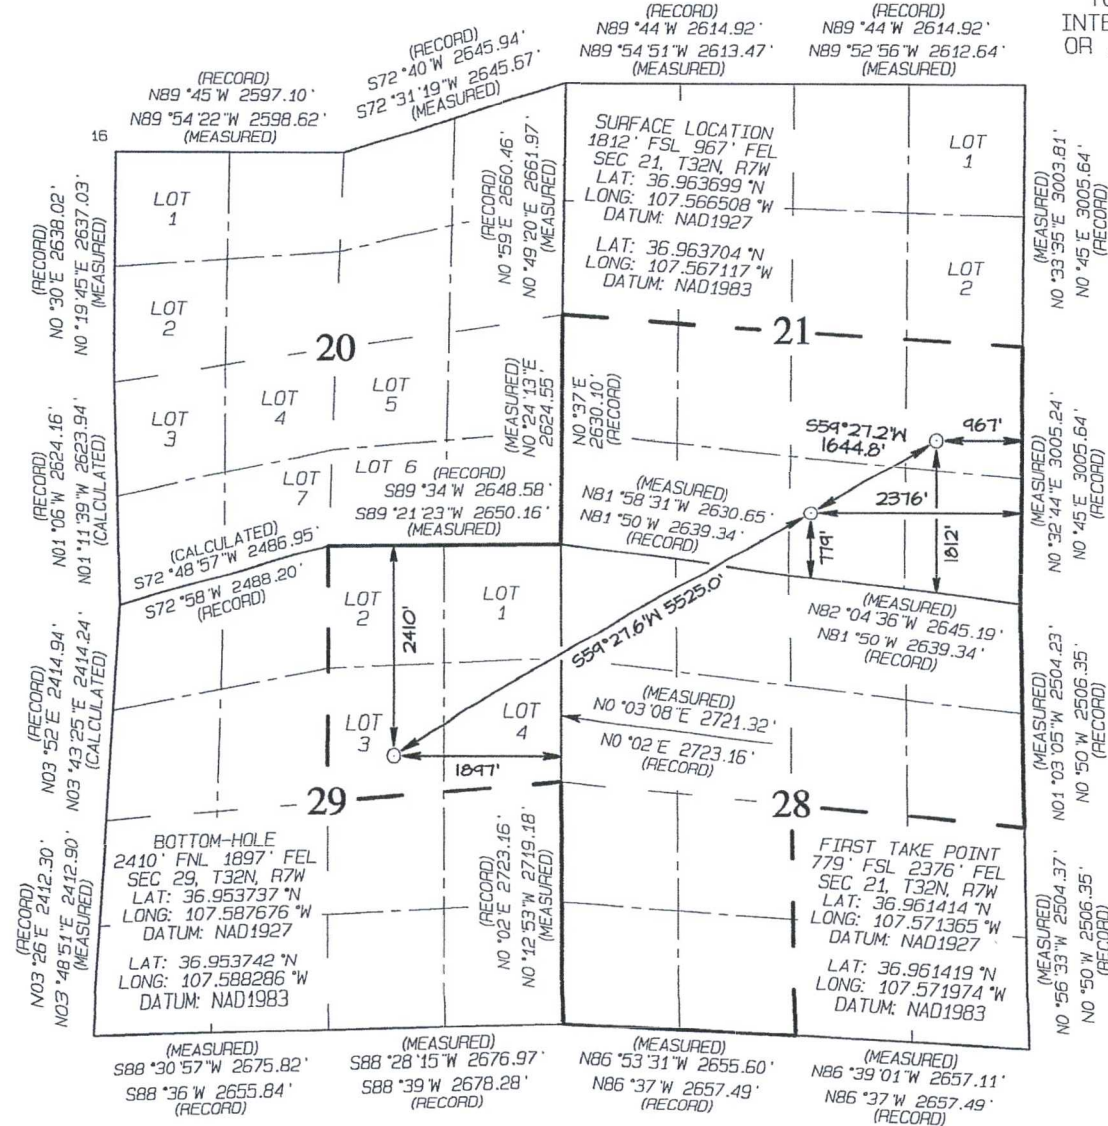 TO
INTE
OR
(RECORD)
N89°45'W 2597.10'
N89°54'22"W 2598.62'
(MEASURED)
(RECORD)
S72°40'W 2645.94'
S72°31'19"W 2645.67'
(MEASURED)
(RECORD)
N89°44'W 2614.92'
N89°54'51"W 2613.47'
(MEASURED)
(RECORD)
N89°44'W 2614.92'
N89°52'56"W 2612.64'
(MEASURED)
16
(RECORD)
N0°30'E 2638.02'
N0°19'45"E 2637.03'
(MEASURED)
LOT
1
LOT
2
LOT
3
LOT
4
LOT
5
LOT 6
LOT
7
20
(RECORD)
N0°59'E 2660.46'
N0°49'20"E 2661.97'
(MEASURED)
SURFACE LOCATION
1812' FSL 967' FEL
SEC 21, T32N, R7W
LAT: 36.963699°N
LONG: 107.566508°W
DATUM: NAD1927
LAT: 36.963704°N
LONG: 107.567117°W
DATUM: NAD1983
LOT
1
LOT
2
21
(MEASURED)
N0°33'35"E 3003.81'
N0°45'E 3005.64'
(RECORD)
(RECORD)
N01°06'W 2624.16'
N01°11'39"W 2623.94'
(CALCULATED)
(MEASURED)
N0°24'13"E
2624.55'
N0°37'E
2630.10'
(RECORD)
S59°27.2'W
1644.8'
967'
2376'
779'
1812'
(MEASURED)
N0°32'44"E 3005.24'
N0°45'E 3005.64'
(RECORD)
(RECORD)
S89°34'W 2648.58'
S89°21'23"W 2650.16'
(MEASURED)
(MEASURED)
N81°58'31"W 2630.65'
N81°50'W 2639.34'
(RECORD)
(CALCULATED)
S72°48'57"W 2486.95'
S72°58'W 2488.20'
(RECORD)
(MEASURED)
N82°04'36"W 2645.19'
N81°50'W 2639.34'
(RECORD)
S59°27.6'W 5525.0'
LOT
2
LOT
1
2410'
LOT
3
LOT
4
1897'
(RECORD)
N03°52'E 2414.94'
N03°43'25"E 2414.24'
(CALCULATED)
(MEASURED)
N0°03'08"E 2721.32'
N0°02'E 2723.16'
(RECORD)
(MEASURED)
N01°03'05"W 2504.23'
N0°50'W 2506.35'
(RECORD)
29
28
BOTTOM-HOLE
2410' FNL 1897' FEL
SEC 29, T32N, R7W
LAT: 36.953737°N
LONG: 107.587676°W
DATUM: NAD1927
LAT: 36.953742°N
LONG: 107.588286°W
DATUM: NAD1983
(RECORD)
N03°26'E 2412.30'
N03°48'51"E 2412.90'
(MEASURED)
(RECORD)
N0°02'E 2723.16'
N0°12'53"W 2719.18'
(MEASURED)
FIRST TAKE POINT
779' FSL 2376' FEL
SEC 21, T32N, R7W
LAT: 36.961414°N
LONG: 107.571365°W
DATUM: NAD1927
LAT: 36.961419°N
LONG: 107.571974°W
DATUM: NAD1983
(MEASURED)
N0°56'33"W 2504.37'
N0°50'W 2506.35'
(RECORD)
(MEASURED)
S88°30'57"W 2675.82'
S88°36'W 2655.84'
(RECORD)
(MEASURED)
S88°28'15"W 2676.97'
S88°39'W 2678.28'
(RECORD)
(MEASURED)
N86°53'31"W 2655.60'
N86°37'W 2657.49'
(RECORD)
(MEASURED)
N86°39'01"W 2657.11'
N86°37'W 2657.49'
(RECORD)